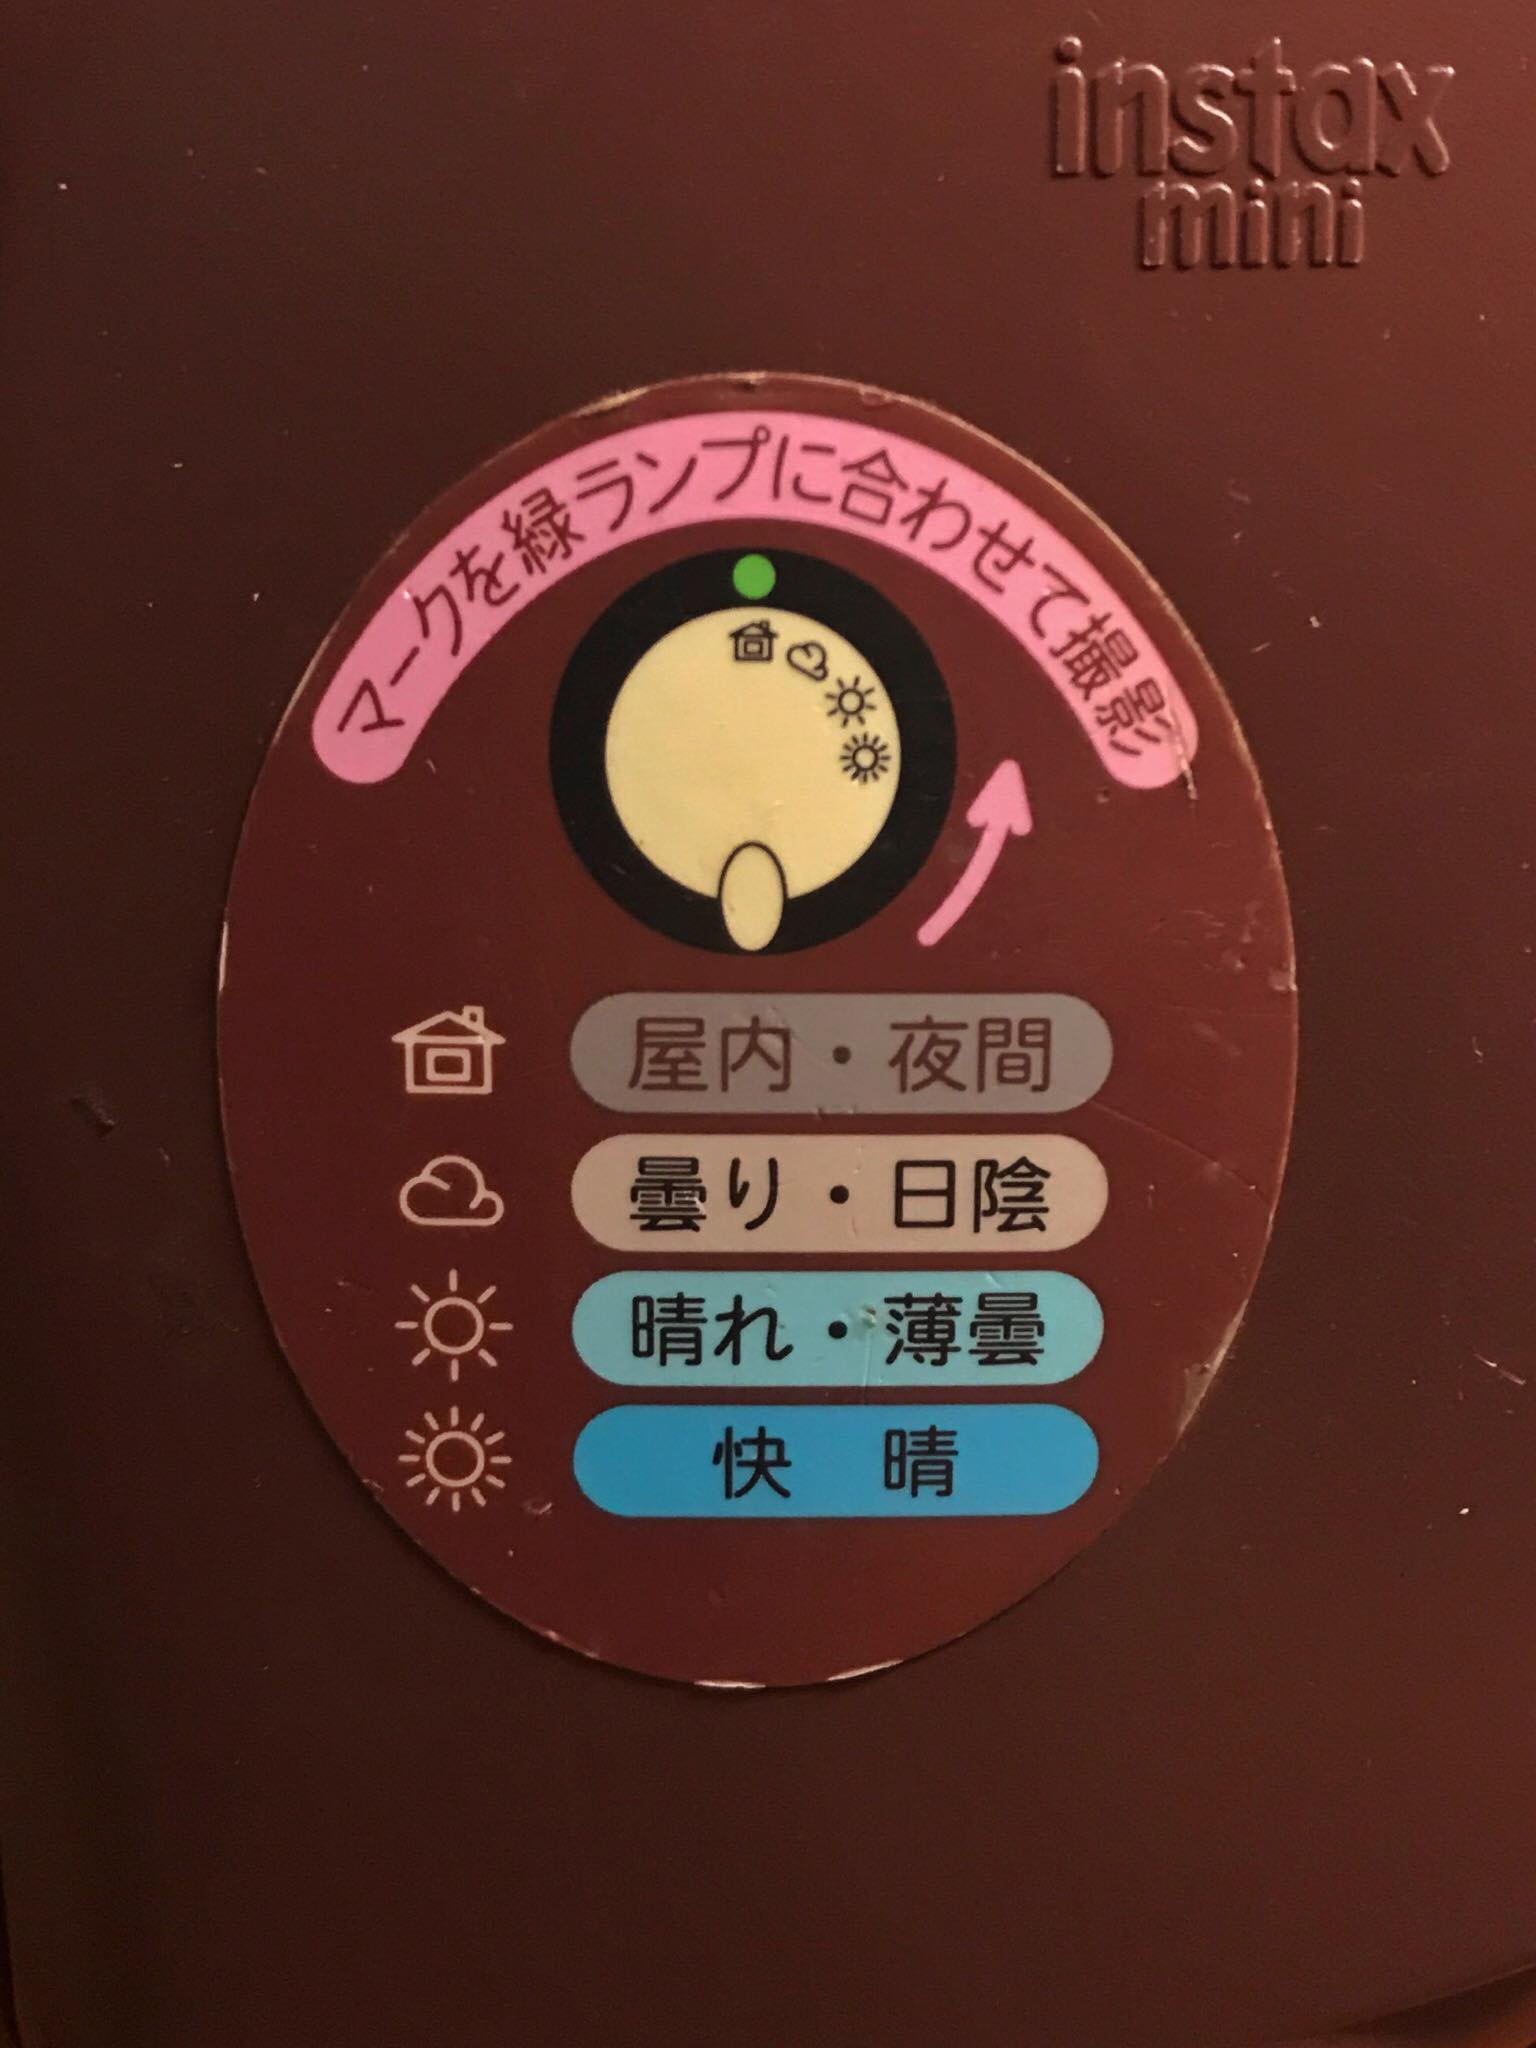 instax
mini
マークを緑ランプに合わせて撮影
屋内・夜間
曇り・日陰
晴れ・薄曇
快　晴